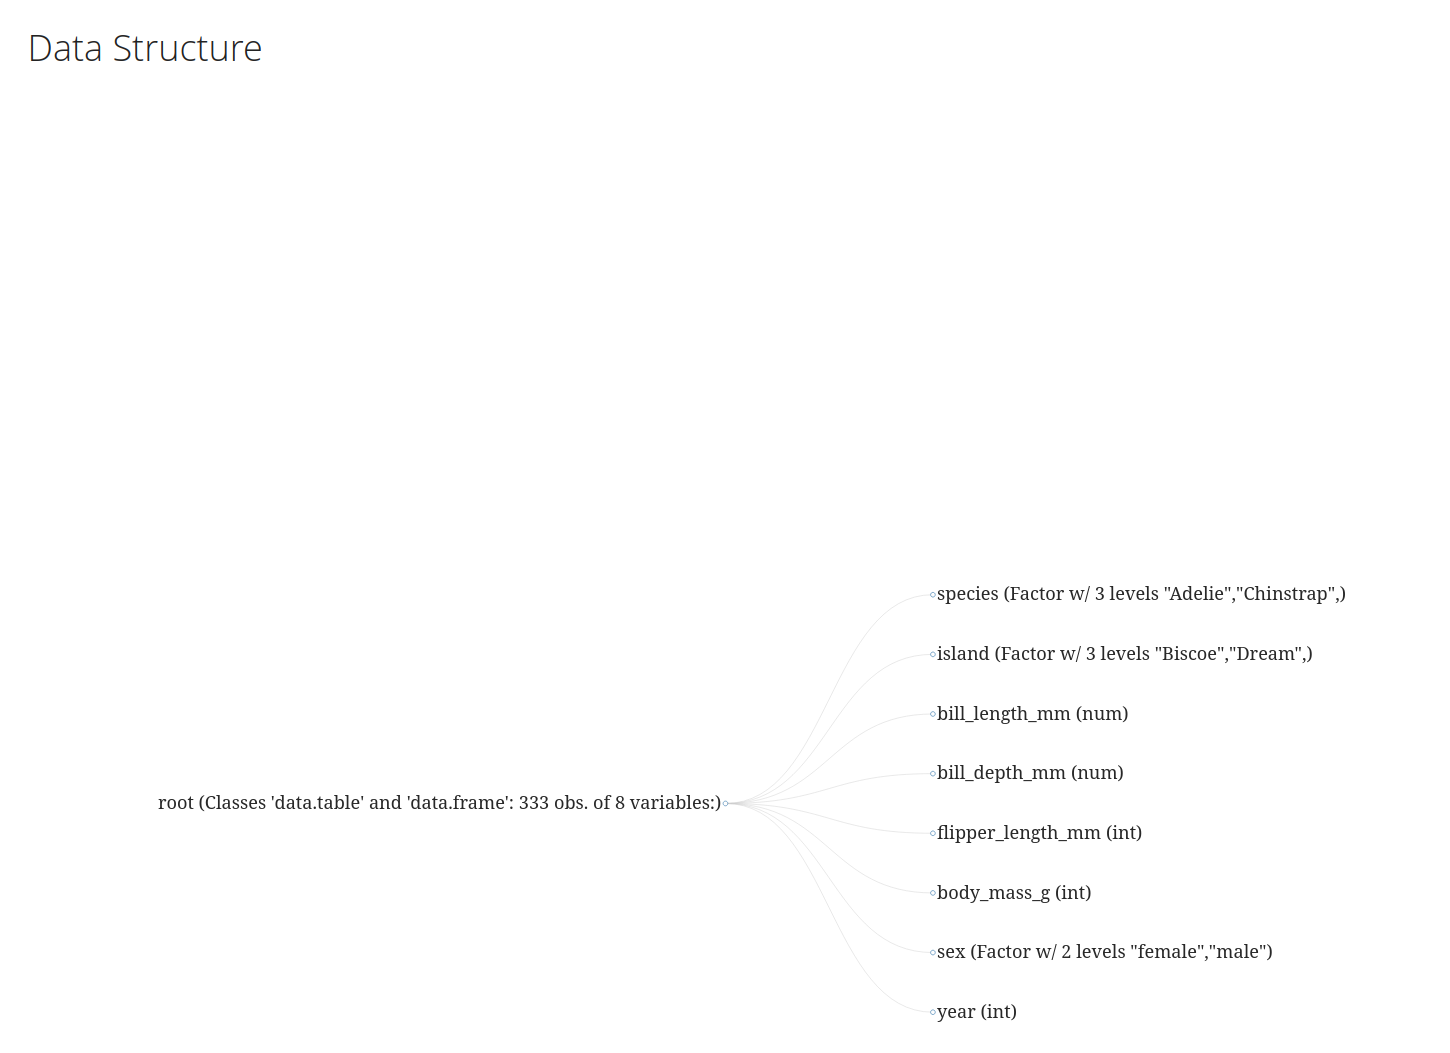 Data Structure
species (Factor w/ 3 levels "Adelie","Chinstrap",)
island (Factor w/ 3 levels "Biscoe","Dream",)
bill_length_mm (num)
bill_depth_mm (num)
root (Classes 'data.table' and 'data.frame': 333 obs. of 8 variables:)
flipper_length_mm (int)
body_mass_g (int)
sex (Factor w/ 2 levels "female","male")
year (int)